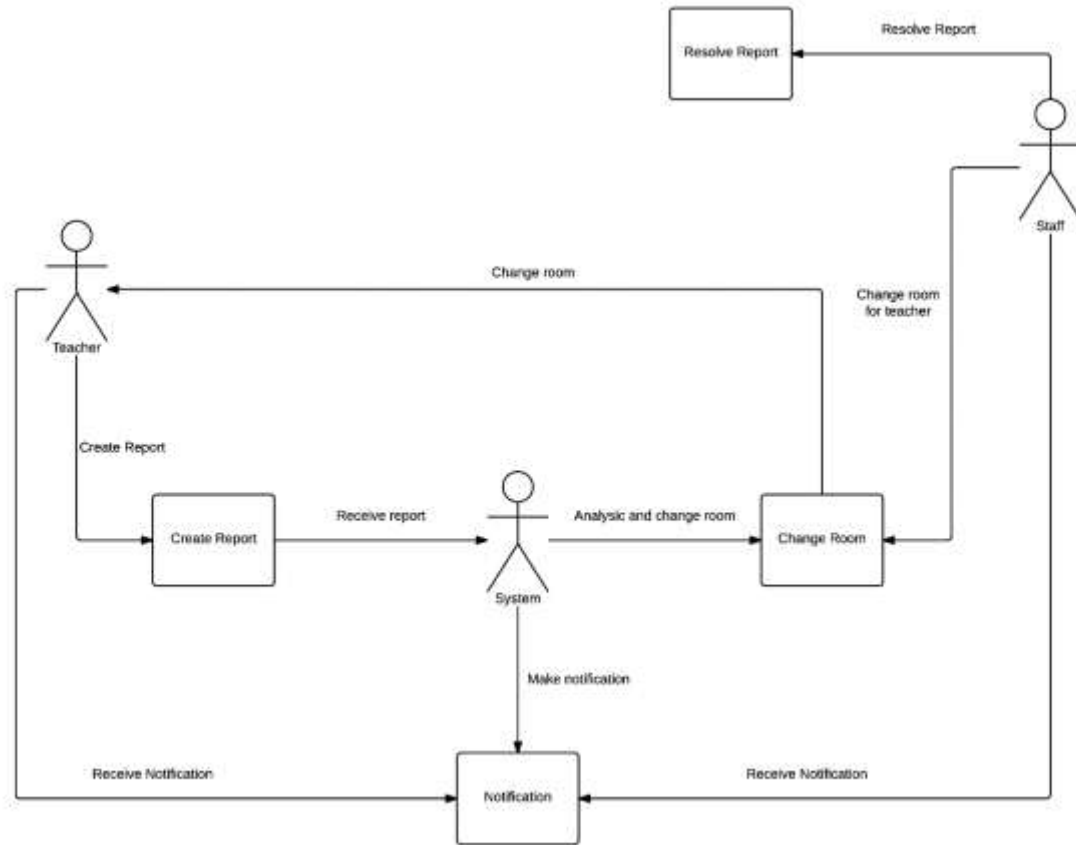 Resolve Report
Resolve Report
Staff
Change room
Change room
for teacher
Teacher
Create Report
Create Report
Receive report
Analysic and change room
Change Room
System
Make notification
Receive Notification
Receive Notification
Notification